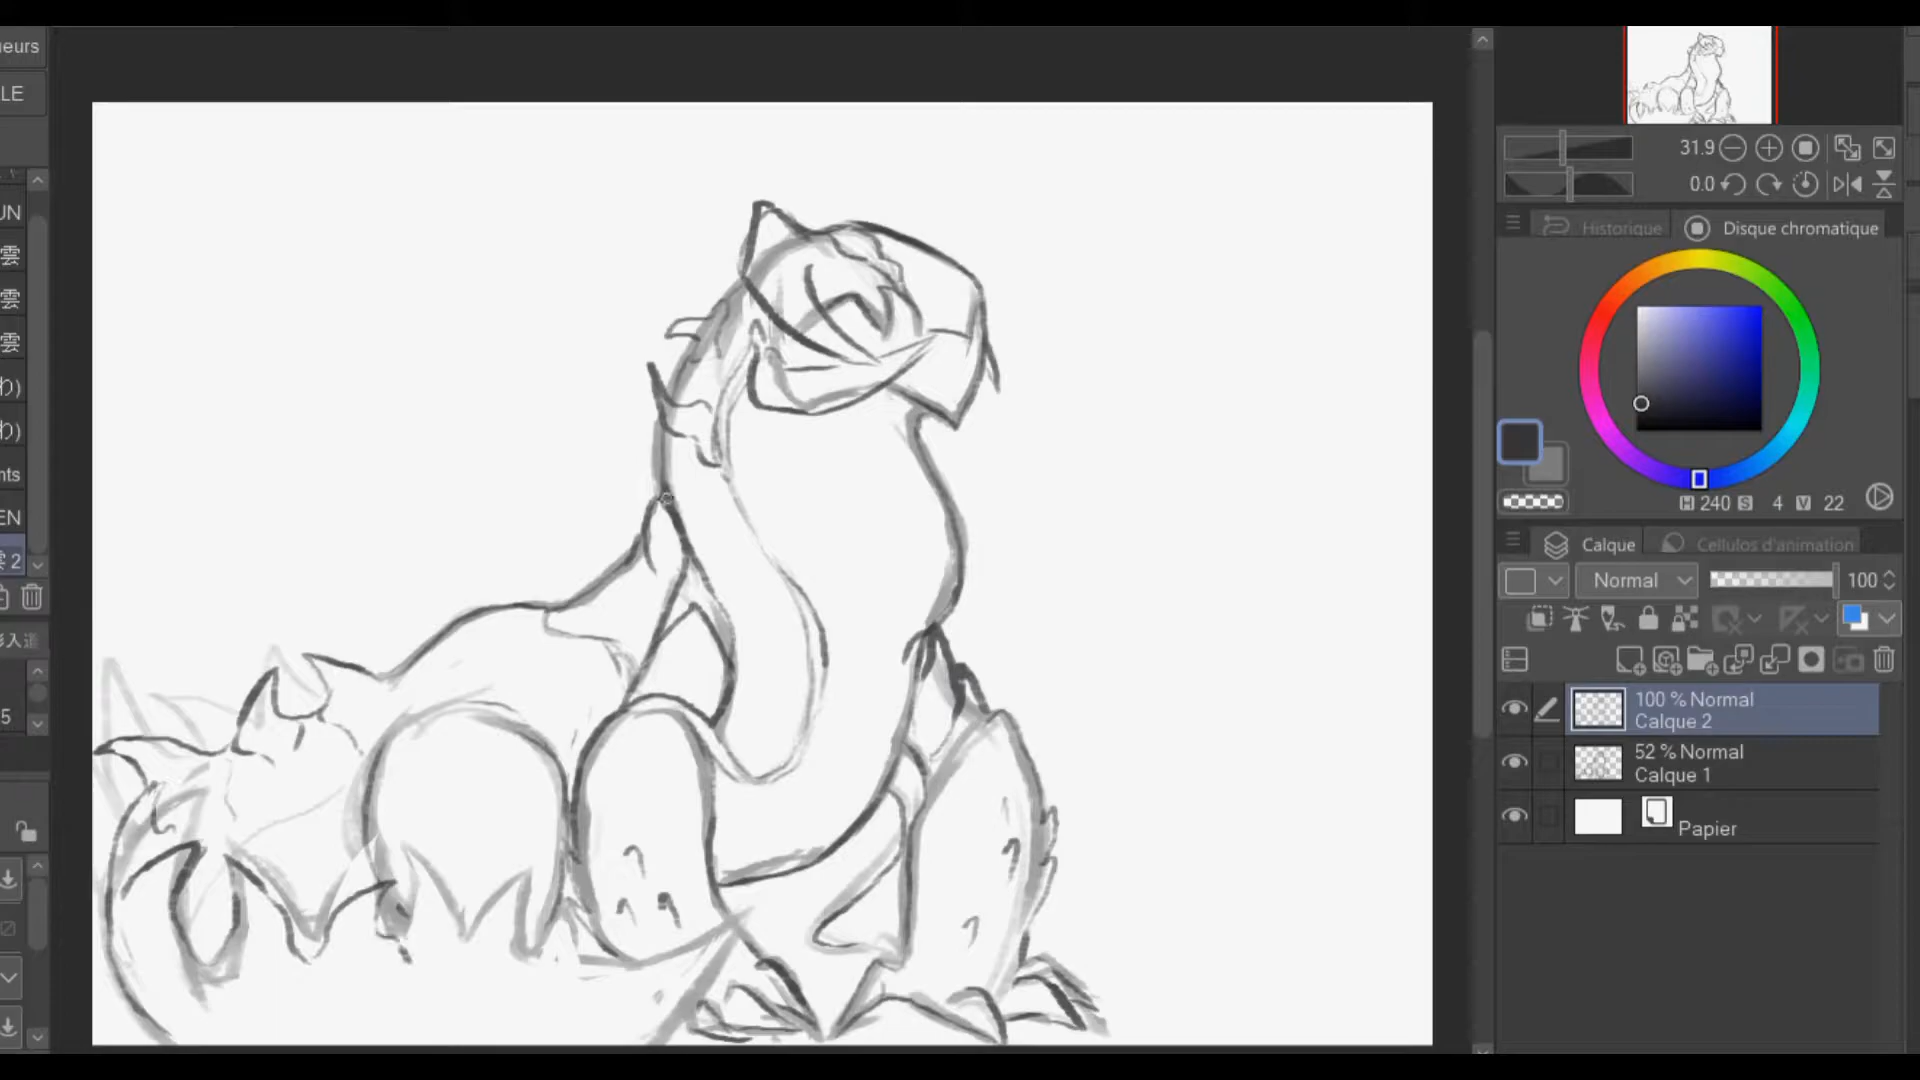 eurs
LE
UN
雲
雲
雲
わ)
わ)
nts
EN
雲 2
5
31.9
0.0
Historique
Disque chromatique
H 240 S 4 V 22
Calque
Cellulos d'animation
Normal
100
100 % Normal
Calque 2
52 % Normal
Calque 1
Papier